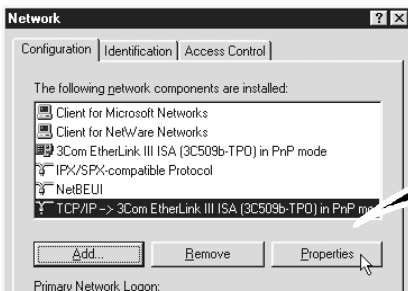 Network
Configuration Identification Access Control
The following network components are installed:
Client for Microsoft Networks
Client for NetWare Networks
3Com EtherLink III ISA (3C509b-TPO) in PnP mode
IPX/SPX-compatible Protocol
NetBEUI
TCP/IP -> 3Com EtherLink III ISA (3C509b-TPO) in PnP mod
Add... Remove Properties
Primary Network Logon: